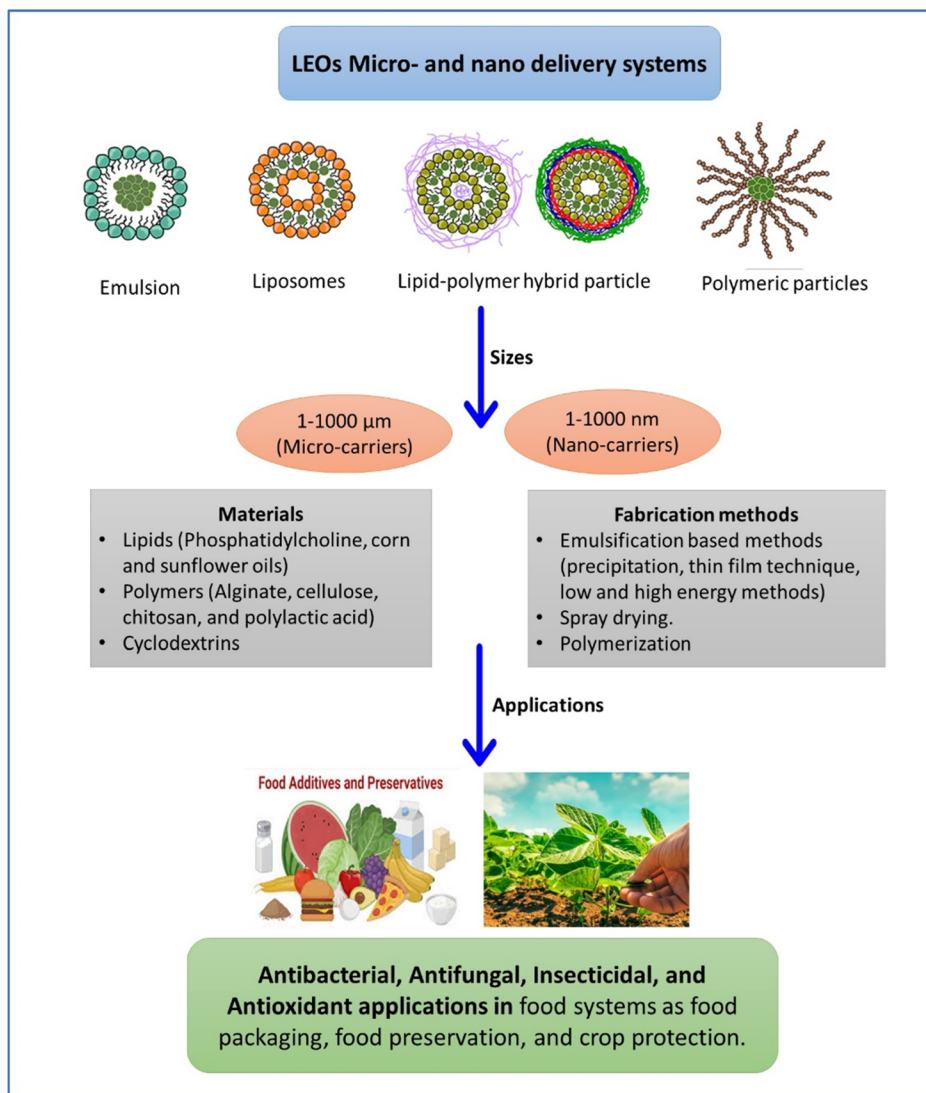 LEOs Micro- and nano delivery systems
Emulsion
Liposomes
Lipid-polymer hybrid particle
Polymeric particles
Sizes
1-1000 µm
(Micro-carriers)
1-1000 nm
(Nano-carriers)
Materials
• Lipids (Phosphatidylcholine, corn
and sunflower oils)
• Polymers (Alginate, cellulose,
chitosan, and polylactic acid)
• Cyclodextrins
Fabrication methods
• Emulsification based methods
(precipitation, thin film technique,
low and high energy methods)
• Spray drying.
• Polymerization
Applications
Food Additives and Preservatives
Antibacterial, Antifungal, Insecticidal, and
Antioxidant applications in food systems as food
packaging, food preservation, and crop protection.